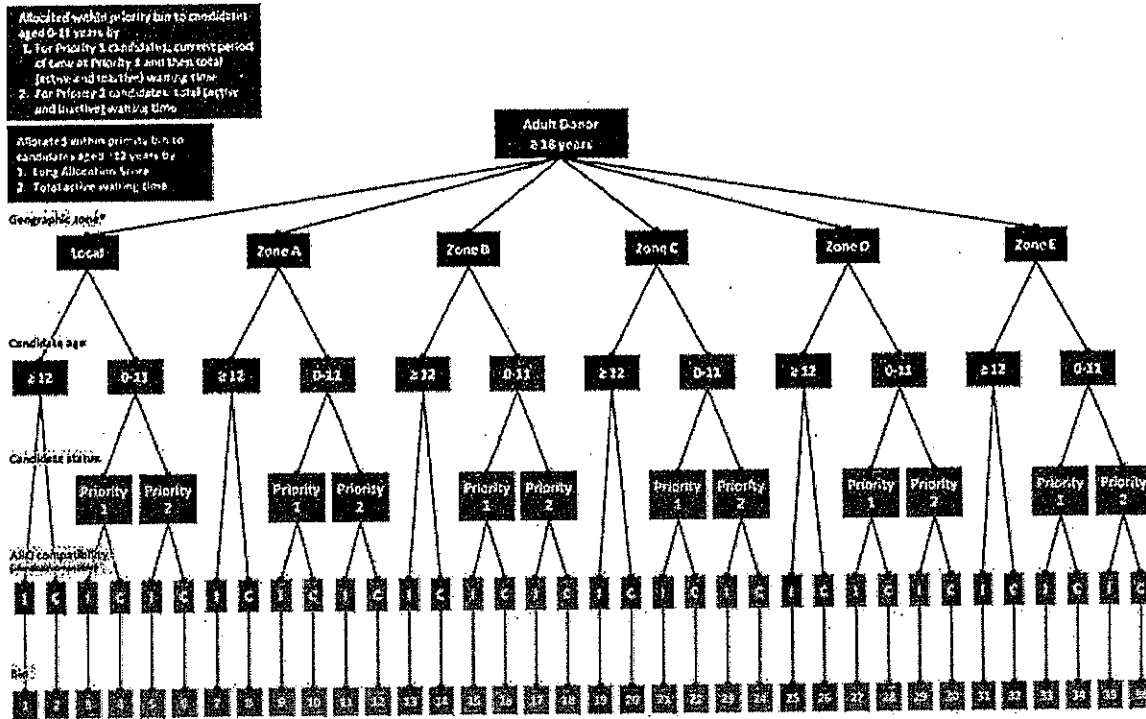 Allocated within priority bin to candidates
aged 0-11 years by
1. For Priority 1 candidates, current period
of time at Priority 1 and then total
(active and inactive) waiting time
2. For Priority 2 candidates, total (active
and inactive) waiting time
Allocated within priority bin to
candidates aged ≥12 years by
1. Lung Allocation Score
2. Total active waiting time
Adult Donor
≥ 18 years
Geographic zone*
Local Zone A Zone B Zone C Zone D Zone E
Candidate age
≥12 0-11 ≥12 0-11 ≥12 0-11 ≥12 0-11 ≥12 0-11 ≥12 0-11
Candidate status
Priority Priority Priority Priority Priority Priority Priority Priority Priority Priority Priority Priority
1 2 1 2 1 2 1 2 1 2 1 2
ABO compatibility
I C I C I C I C I C I C I C I C I C I C I C I C I C I C I C I C I C I C
Bin
1 2 3 4 5 6 7 8 9 10 11 12 13 14 15 16 17 18 19 20 21 22 23 24 25 26 27 28 29 30 31 32 33 34 35 36